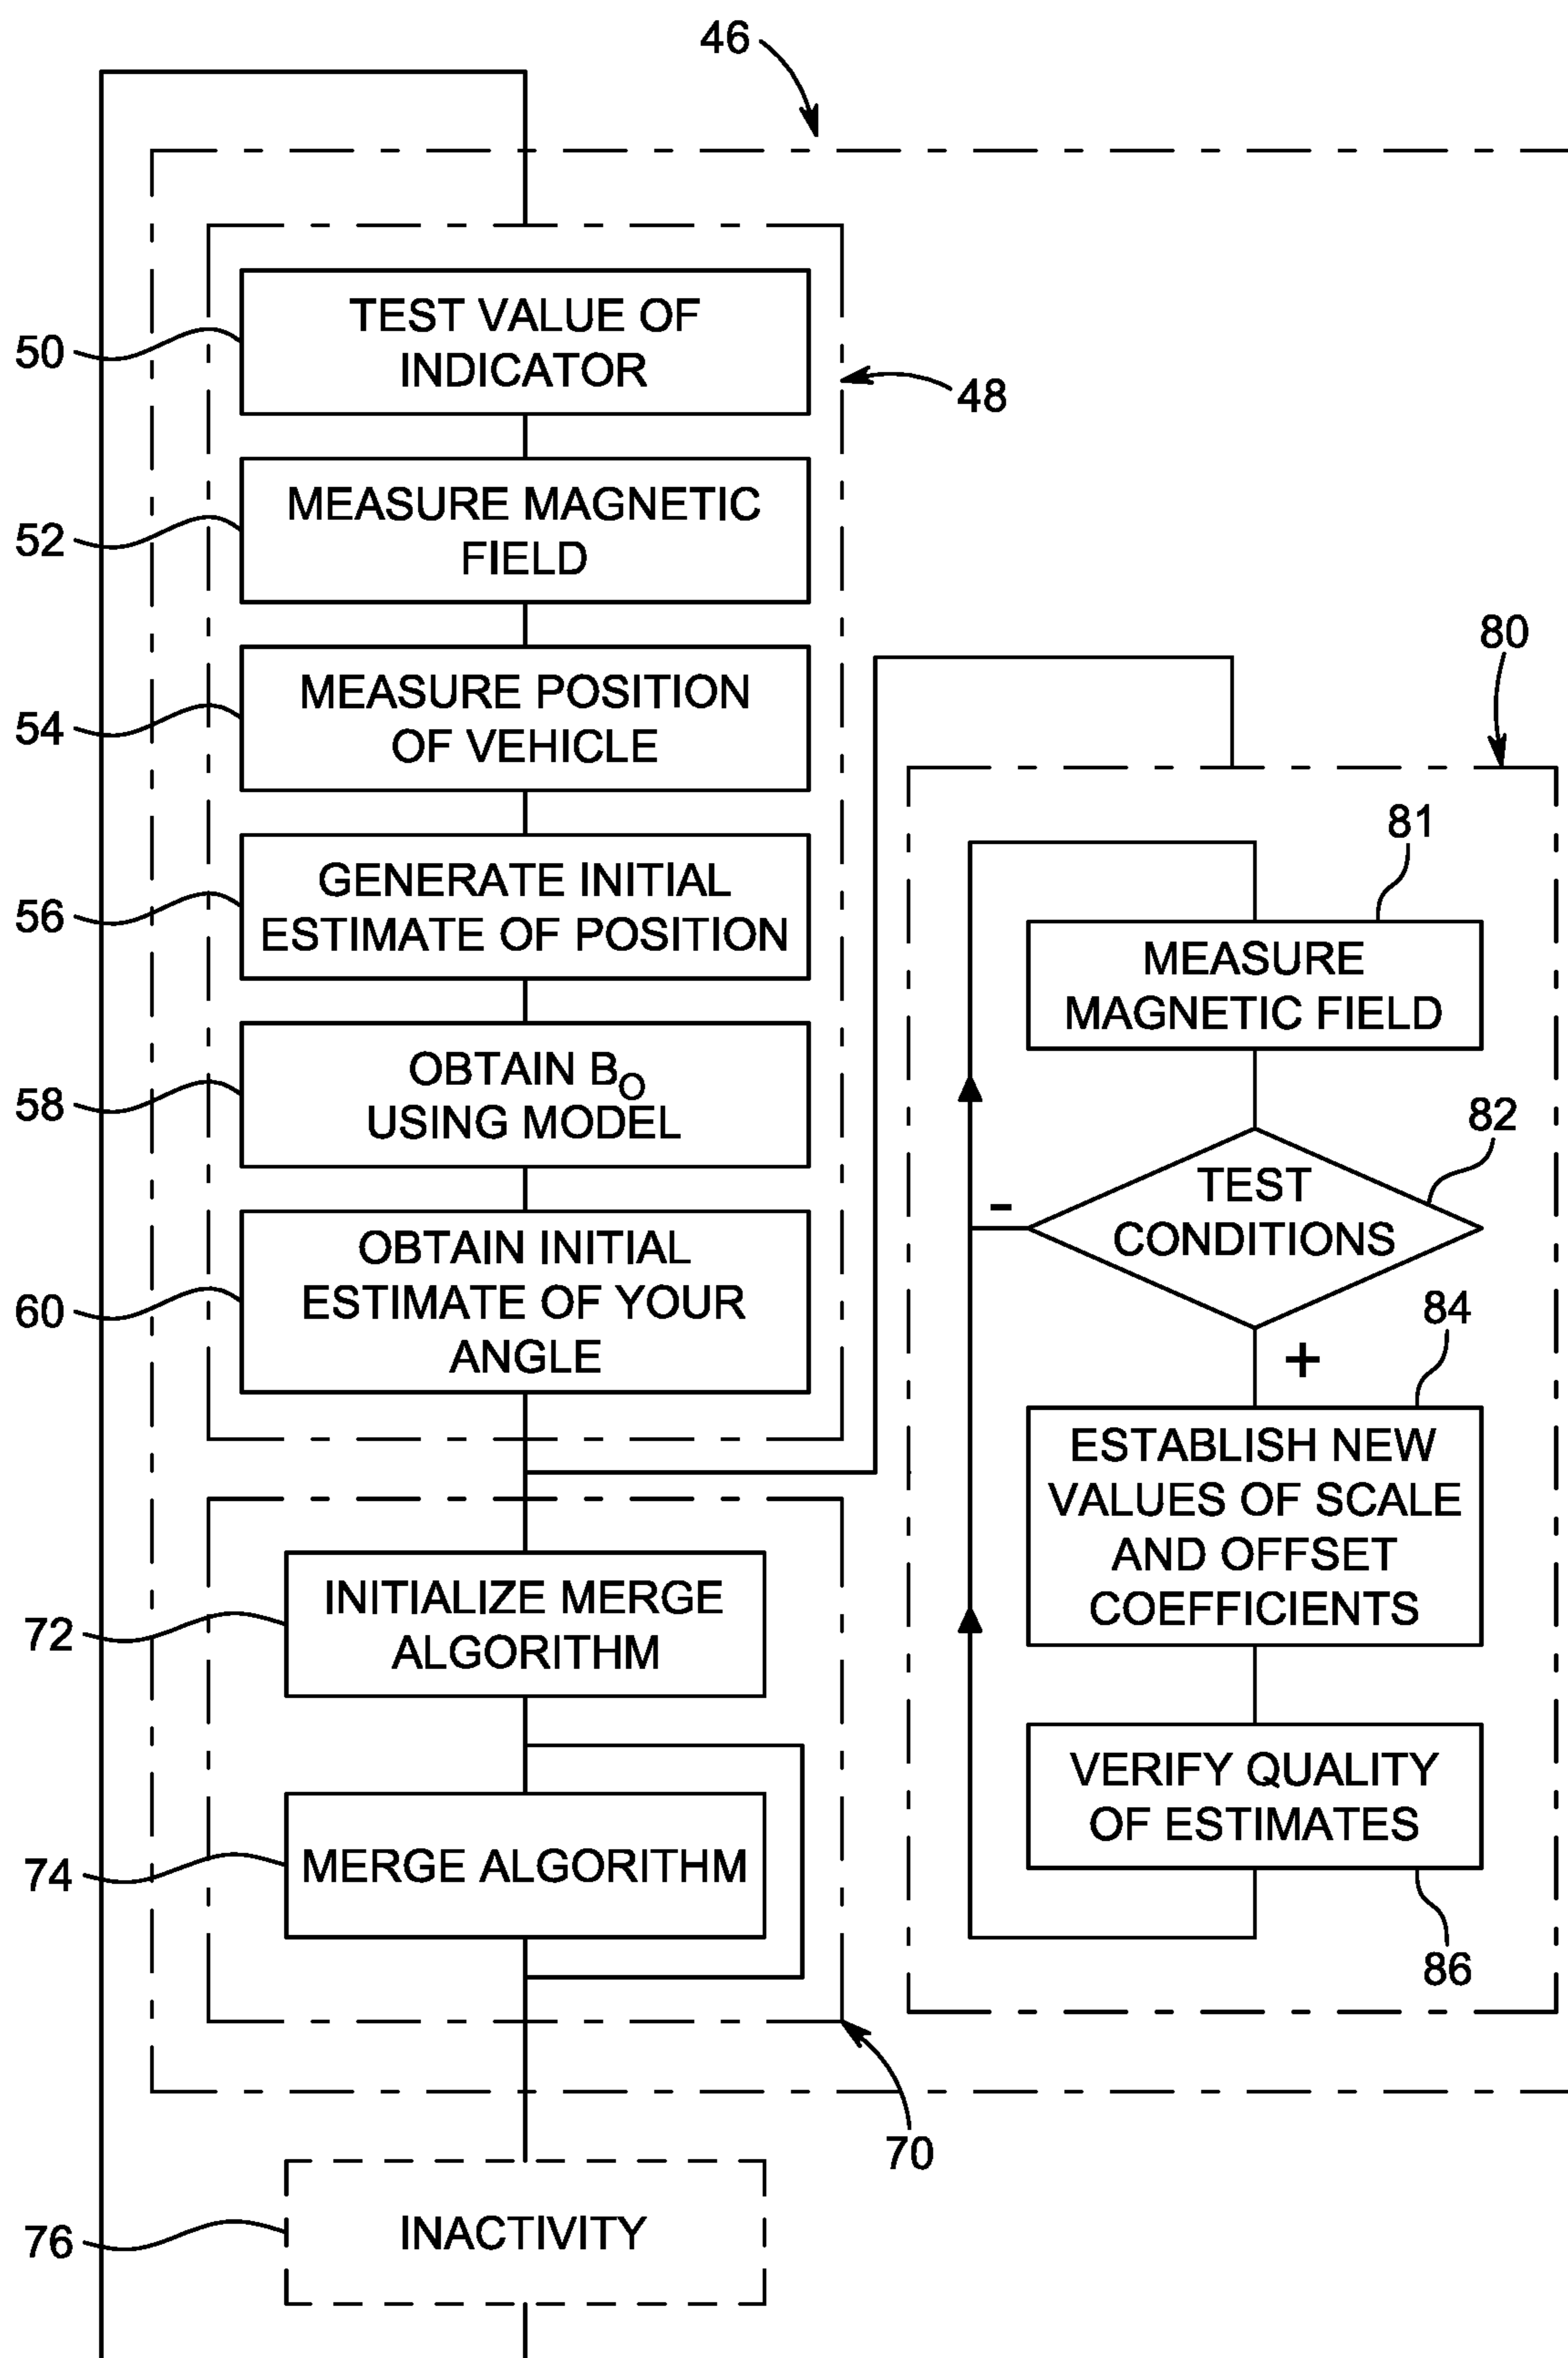 46
TEST VALUE OF
INDICATOR
50
48
MEASURE MAGNETIC
FIELD
52
MEASURE POSITION
OF VEHICLE
54
GENERATE INITIAL
ESTIMATE OF POSITION
56
OBTAIN BO
USING MODEL
58
OBTAIN INITIAL
ESTIMATE OF YOUR
ANGLE
60
INITIALIZE MERGE
ALGORITHM
72
MERGE ALGORITHM
74
70
INACTIVITY
76
80
81
MEASURE
MAGNETIC FIELD
82
TEST
CONDITIONS
-
+
84
ESTABLISH NEW
VALUES OF SCALE
AND OFFSET
COEFFICIENTS
VERIFY QUALITY
OF ESTIMATES
86